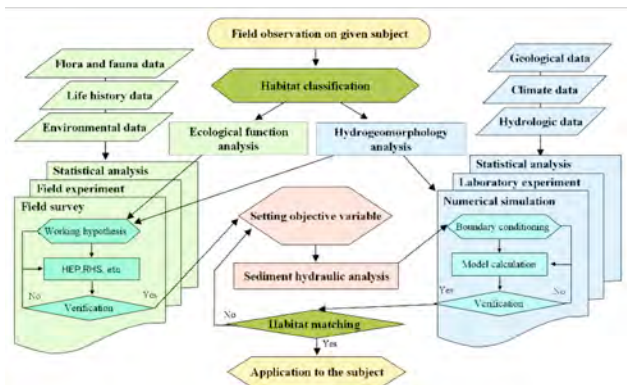 Field observation on given subject
Flora and fauna data
Life history data
Environmental data
Habitat classification
Geological data
Climate data
Hydrologic data
Ecological function
analysis
Hydrogeomorphology
analysis
Statistical analysis
Field experiment
Field survey
Working hypothesis
HEP,RHS, etc
No
Verification
Yes
Setting objective variable
Sediment hydraulic analysis
Statistical analysis
Laboratory experiment
Numerical simulation
Boundary conditioning
Model calculation
Yes
Verification
No
No
Habitat matching
Yes
Application to the subject